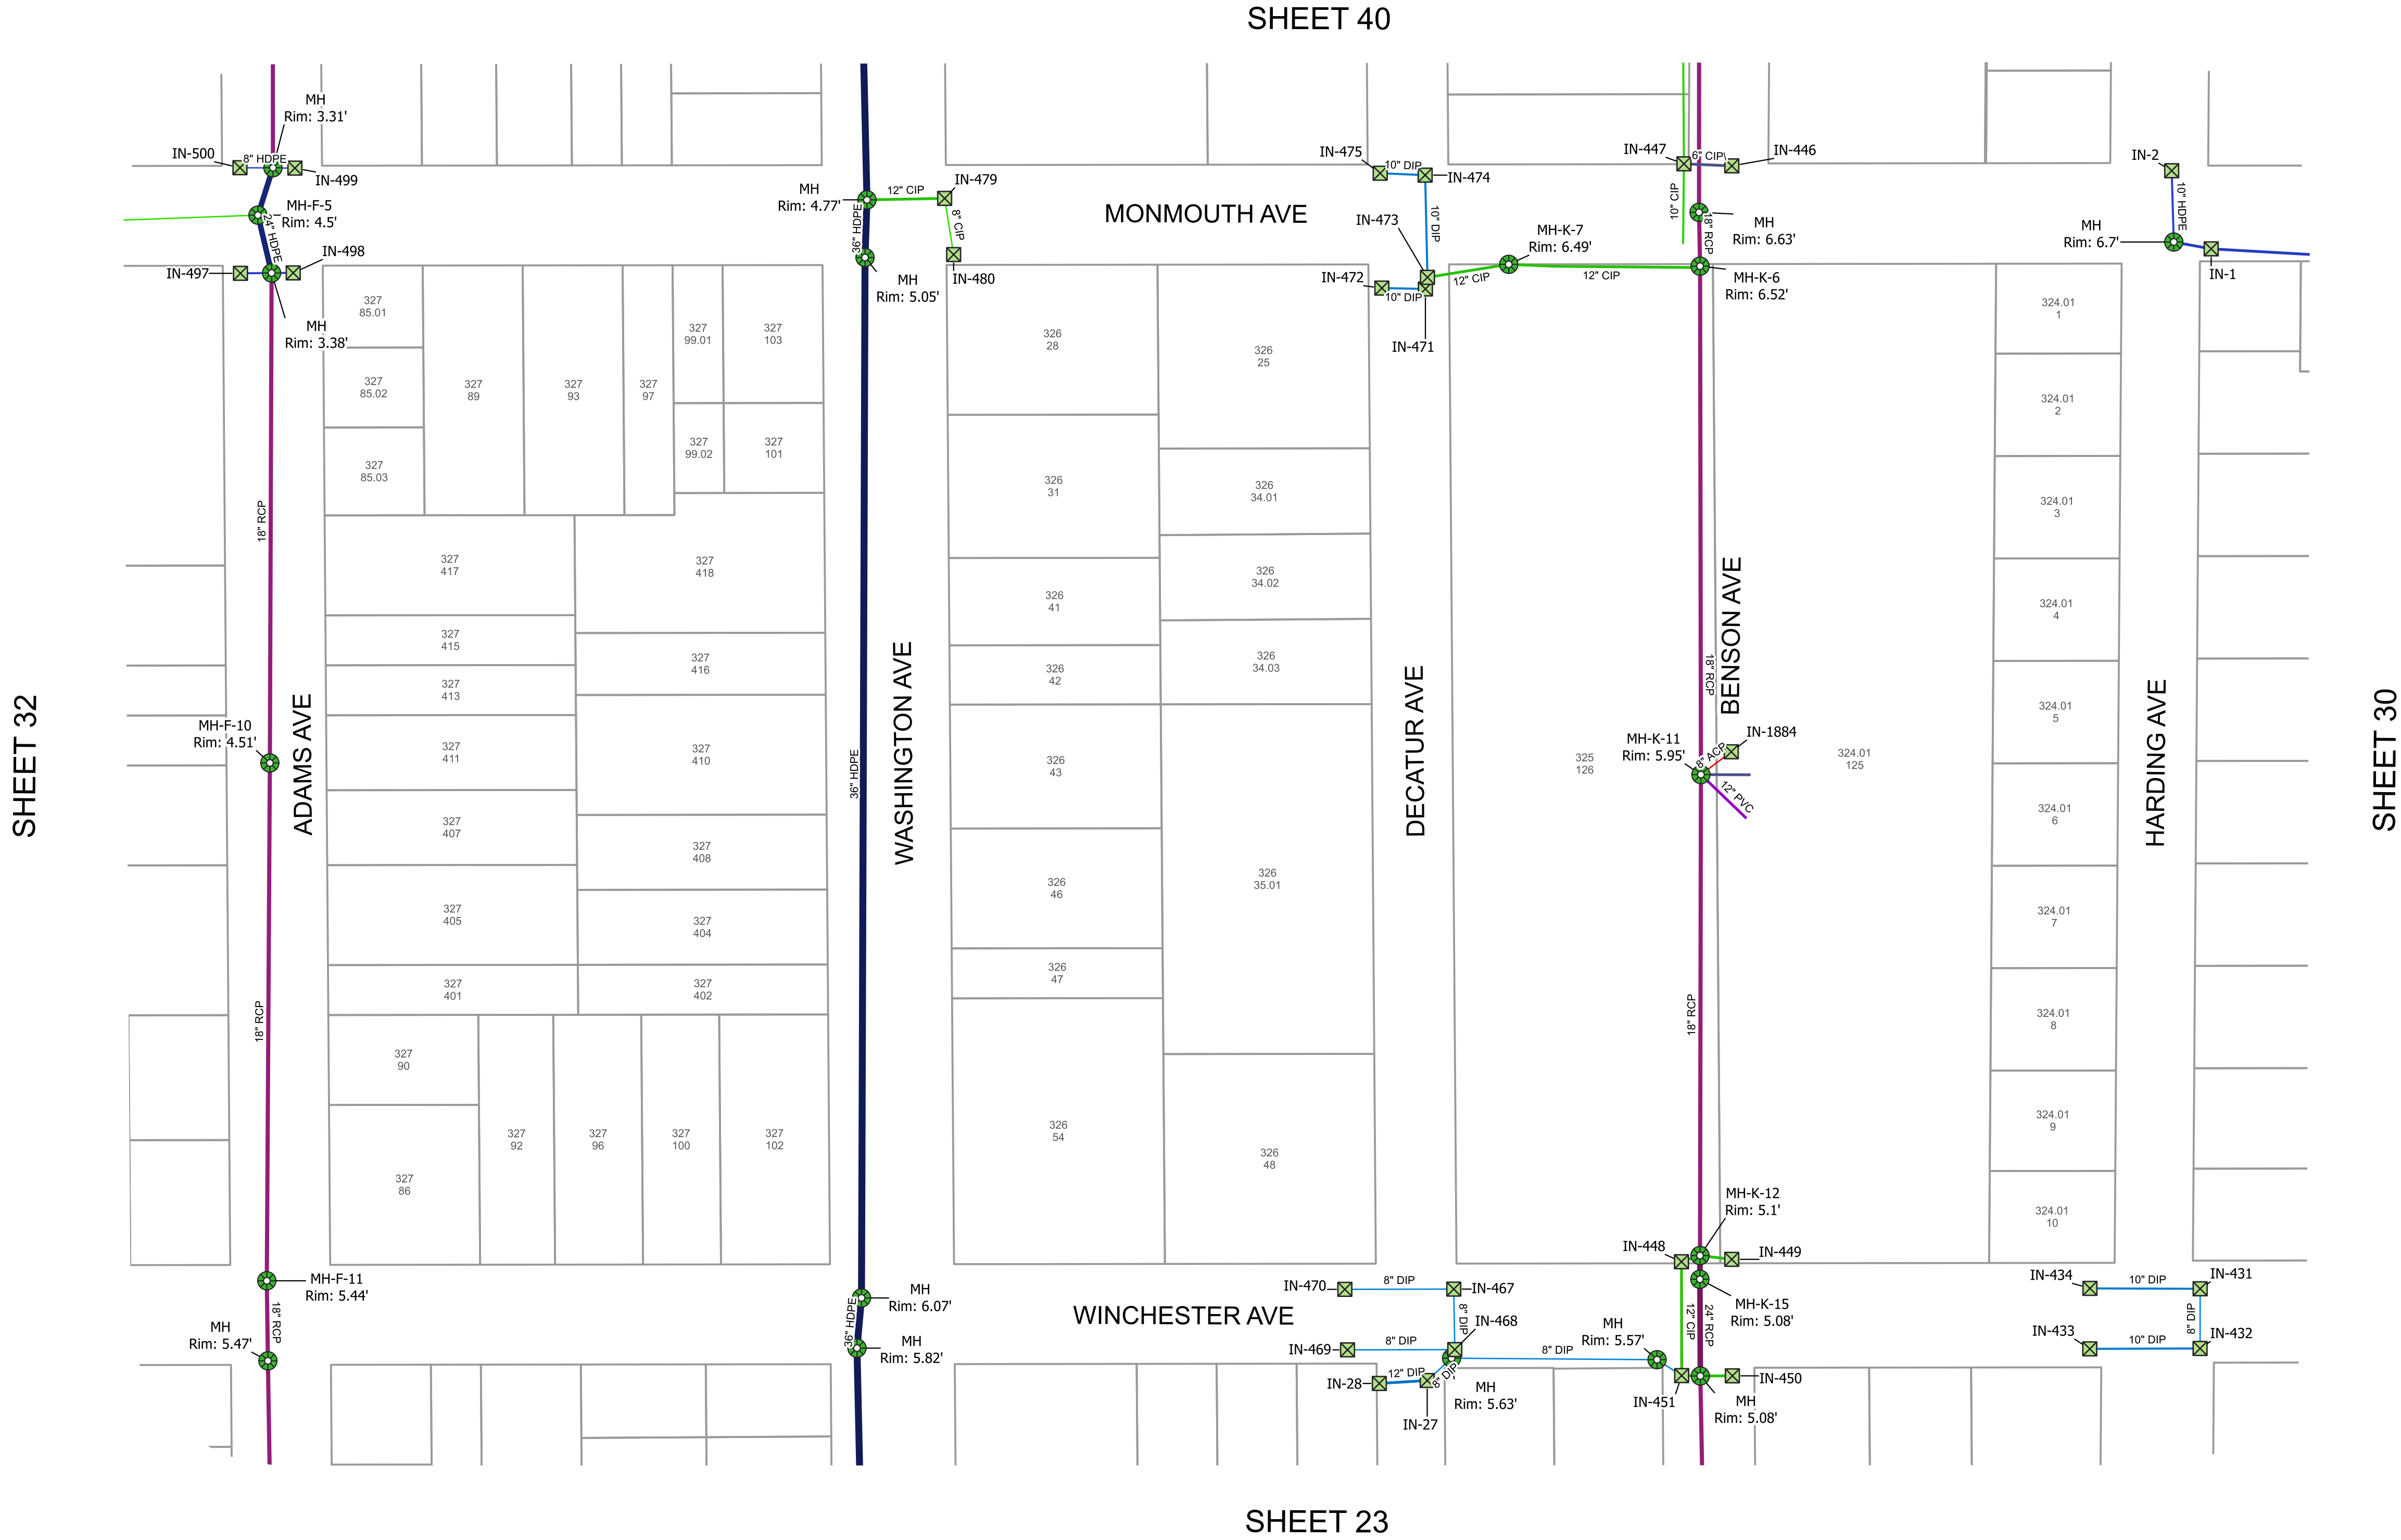 SHEET 40
MH
Rim: 3.31'
IN-500
8" HDPE
IN-499
MH-F-5
Rim: 4.5'
24" HDPE
IN-498
IN-497
MH
Rim: 3.38'
MH
Rim: 4.77'
12" CIP
IN-479
36" HDPE
8" CIP
MH
Rim: 5.05'
IN-480
MONMOUTH AVE
IN-475
10" DIP
IN-474
IN-473
10" DIP
IN-472
10" DIP
IN-471
12" CIP
MH-K-7
Rim: 6.49'
12" CIP
IN-447
6" CIP
IN-446
10" CIP
18" RCP
MH
Rim: 6.63'
MH-K-6
Rim: 6.52'
IN-2
10" HDPE
MH
Rim: 6.7'
IN-1
327
85.01
327
85.02
327
85.03
327
89
327
93
327
97
327
99.01
327
103
327
99.02
327
101
18" RCP
327
417
327
418
327
415
327
416
327
413
327
411
327
410
327
407
327
408
327
405
327
404
327
401
327
402
327
90
327
86
327
92
327
96
327
100
327
102
MH-F-10
Rim: 4.51'
ADAMS AVE
18" RCP
36" HDPE
WASHINGTON AVE
326
28
326
25
326
31
326
34.01
326
41
326
34.02
326
42
326
34.03
326
43
326
35.01
326
46
326
47
326
54
326
48
DECATUR AVE
325
126
18" RCP
BENSON AVE
MH-K-11
Rim: 5.95'
8" ACP
IN-1884
12" PVC
18" RCP
324.01
125
324.01
1
324.01
2
324.01
3
324.01
4
324.01
5
324.01
6
324.01
7
324.01
8
324.01
9
324.01
10
HARDING AVE
SHEET 32
SHEET 30
MH-F-11
Rim: 5.44'
18" RCP
MH
Rim: 5.47'
MH
Rim: 6.07'
36" HDPE
MH
Rim: 5.82'
WINCHESTER AVE
IN-470
8" DIP
IN-467
8" DIP
IN-468
IN-469
8" DIP
IN-28
12" DIP
8" DIP
IN-27
MH
Rim: 5.63'
8" DIP
MH
Rim: 5.57'
IN-448
MH-K-12
Rim: 5.1'
IN-449
12" CIP
24" RCP
MH-K-15
Rim: 5.08'
IN-451
IN-450
MH
Rim: 5.08'
IN-434
10" DIP
IN-431
8" DIP
IN-433
10" DIP
IN-432
SHEET 23